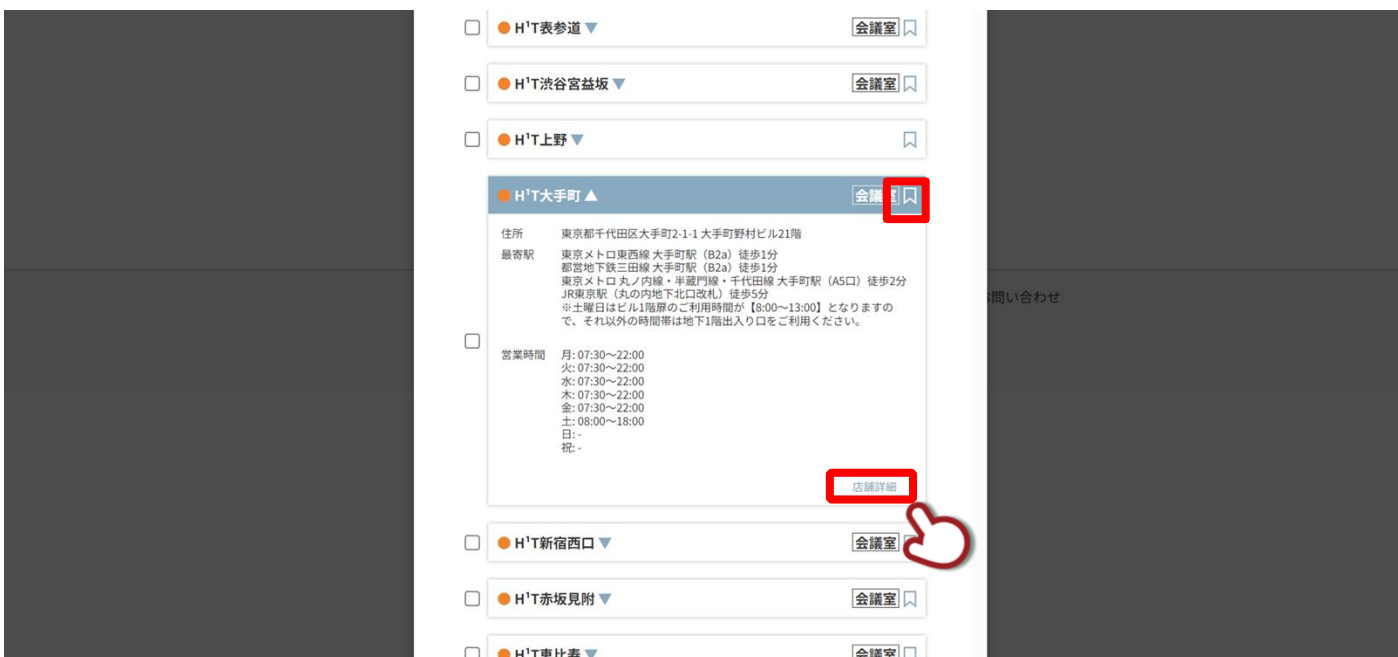 H¹T表参道 ▼ 会議室
H¹T渋谷宮益坂 ▼ 会議室
H¹T上野 ▼
H¹T大手町 ▲ 会議室
住所 東京都千代田区大手町2-1-1 大手町野村ビル21階
最寄駅 東京メトロ東西線 大手町駅（B2a）徒歩1分
都営地下鉄三田線 大手町駅（B2a）徒歩1分
東京メトロ 丸ノ内線・半蔵門線・千代田線 大手町駅（A5口）徒歩2分
JR東京駅（丸の内地下北口改札）徒歩5分
※土曜日はビル1階扉のご利用時間が【8:00〜13:00】となりますの
で、それ以外の時間帯は地下1階出入り口をご利用ください。
問い合わせ
営業時間 月: 07:30〜22:00
火: 07:30〜22:00
水: 07:30〜22:00
木: 07:30〜22:00
金: 07:30〜22:00
土: 08:00〜18:00
日: -
祝: -
店舗詳細
H¹T新宿西口 ▼ 会議室
H¹T赤坂見附 ▼ 会議室
H¹T恵比寿 ▼ 会議室